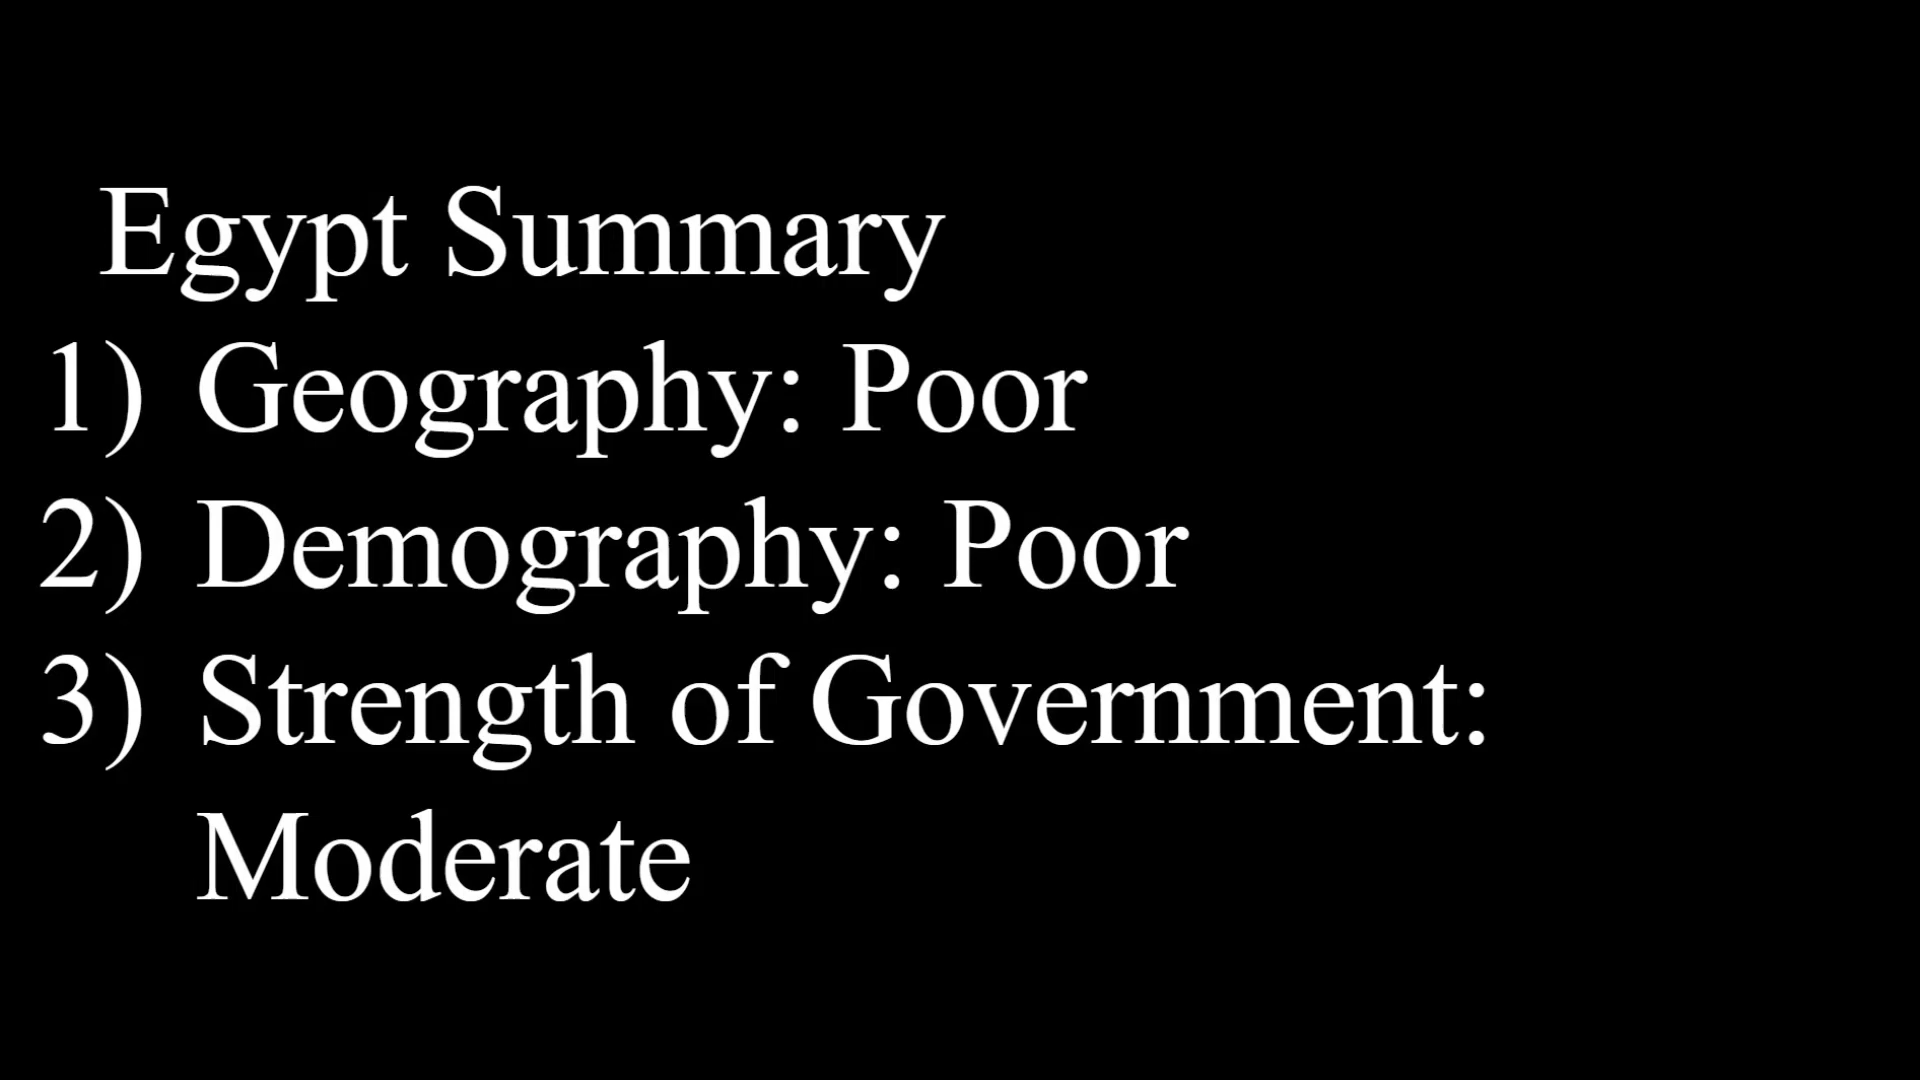 Egypt Summary
1) Geography: Poor
2) Demography: Poor
3) Strength of Government:
Moderate